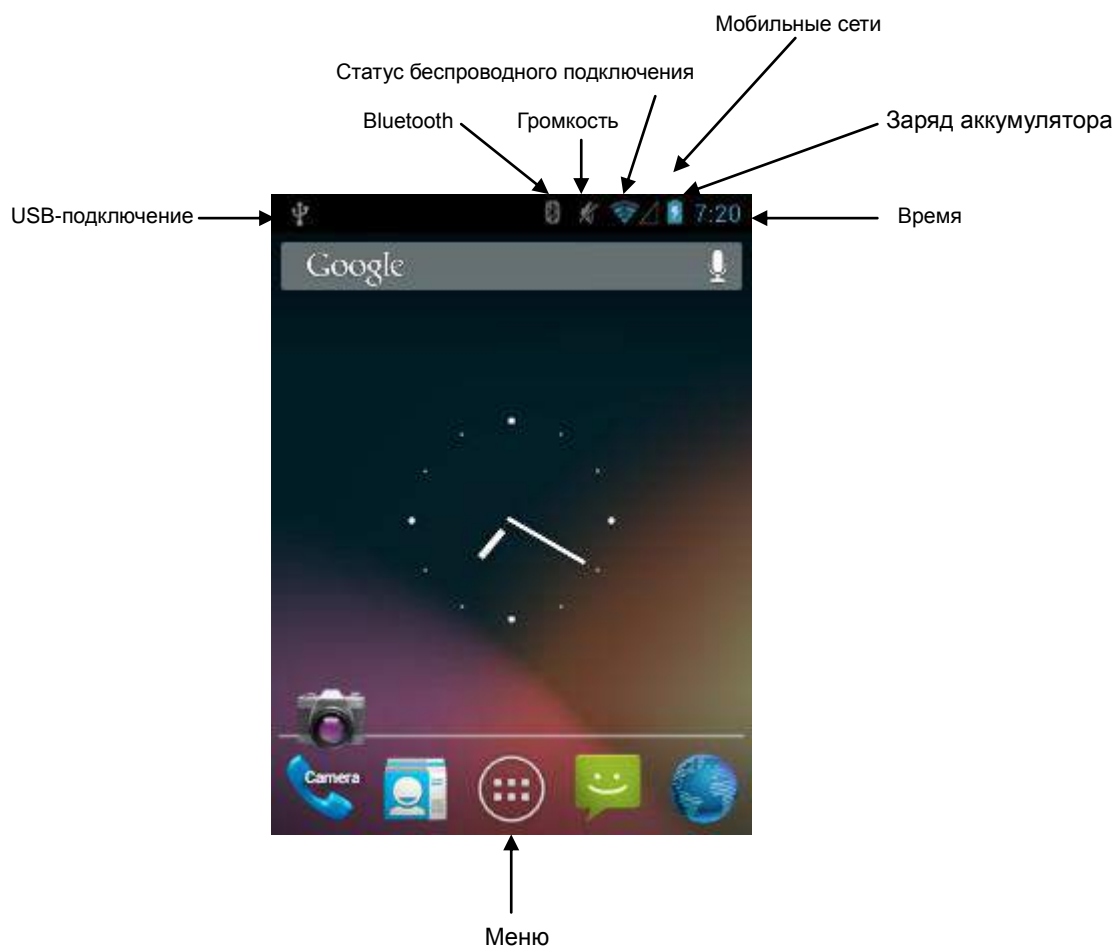 Мобильные сети
Статус беспроводного подключения
Bluetooth
Громкость
Заряд аккумулятора
USB-подключение
7:20
Время
Google
Camera
Меню